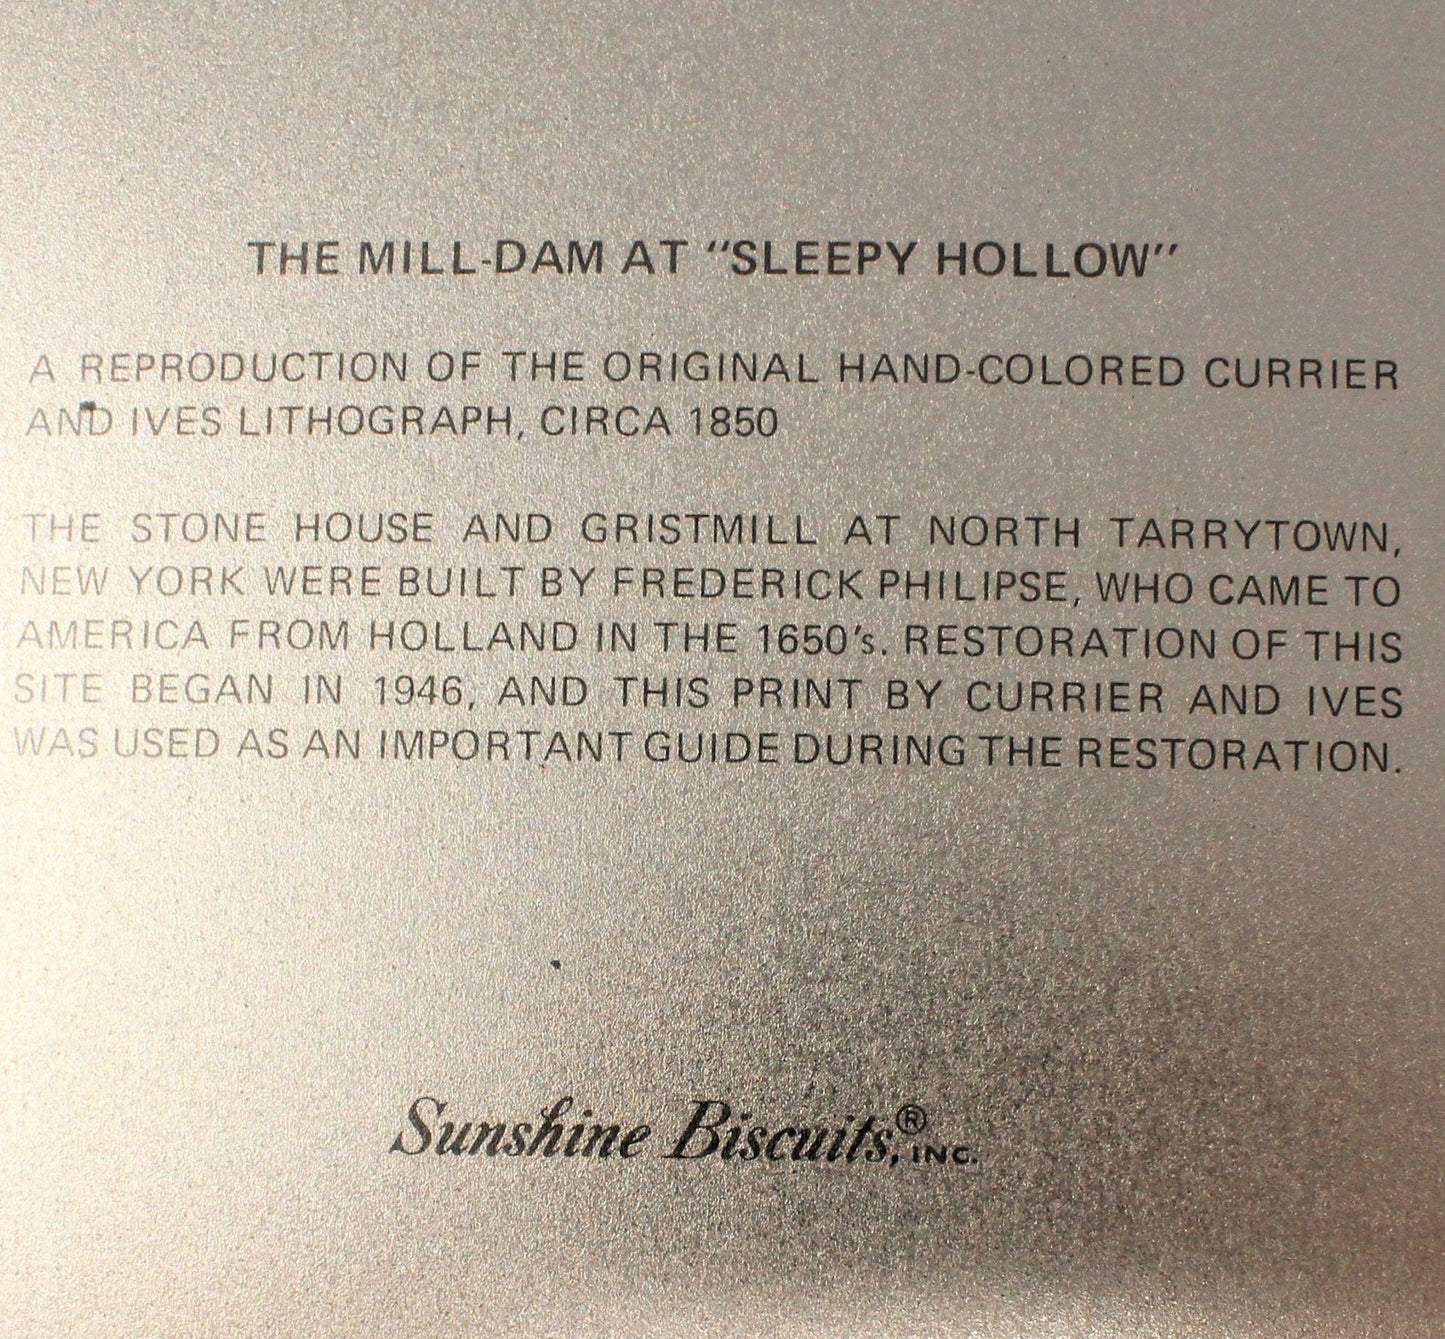 THE MILL-DAM AT "SLEEPY HOLLOW"
A REPRODUCTION OF THE ORIGINAL HAND-COLORED CURRIER
AND IVES LITHOGRAPH, CIRCA 1850
THE STONE HOUSE AND GRISTMILL AT NORTH TARRYTOWN,
NEW YORK WERE BUILT BY FREDERICK PHILIPSE, WHO CAME TO
AMERICA FROM HOLLAND IN THE 1650's. RESTORATION OF THIS
SITE BEGAN IN 1946, AND THIS PRINT BY CURRIER AND IVES
WAS USED AS AN IMPORTANT GUIDE DURING THE RESTORATION.
Sunshine Biscuits,® INC.